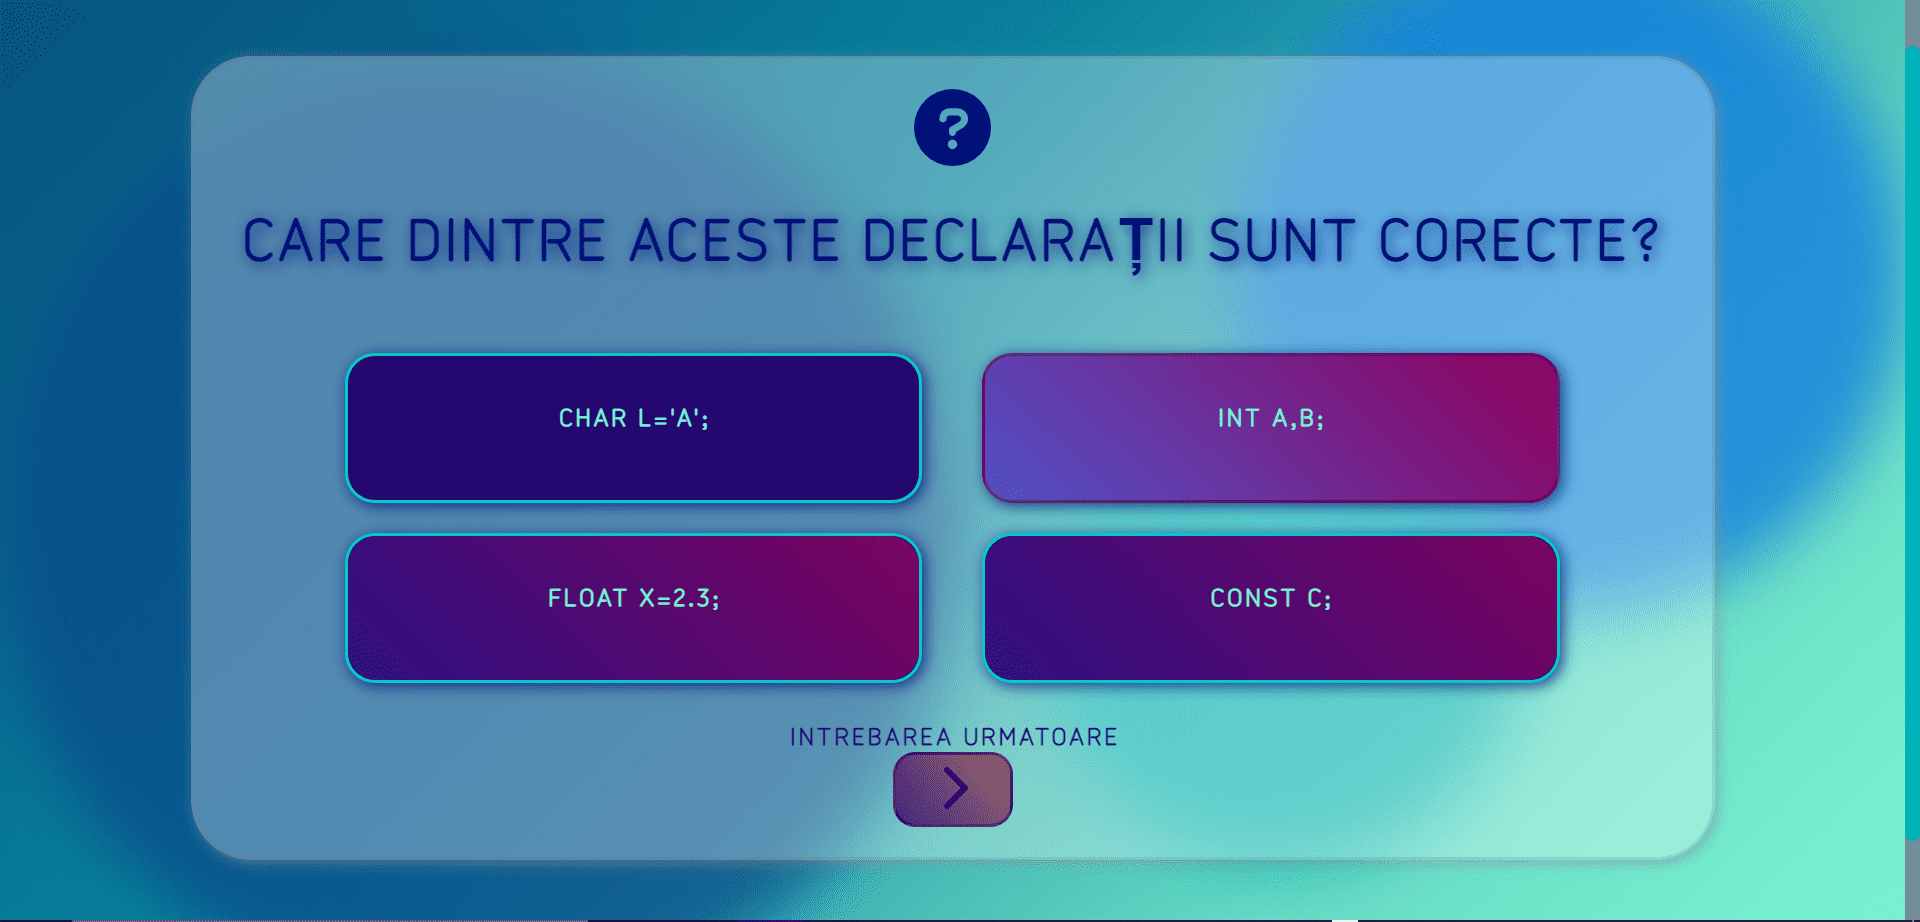 ?
CARE DINTRE ACESTE DECLARAȚII SUNT CORECTE?
CHAR L='A';
INT A,B;
FLOAT X=2.3;
CONST C;
INTREBAREA URMATOARE